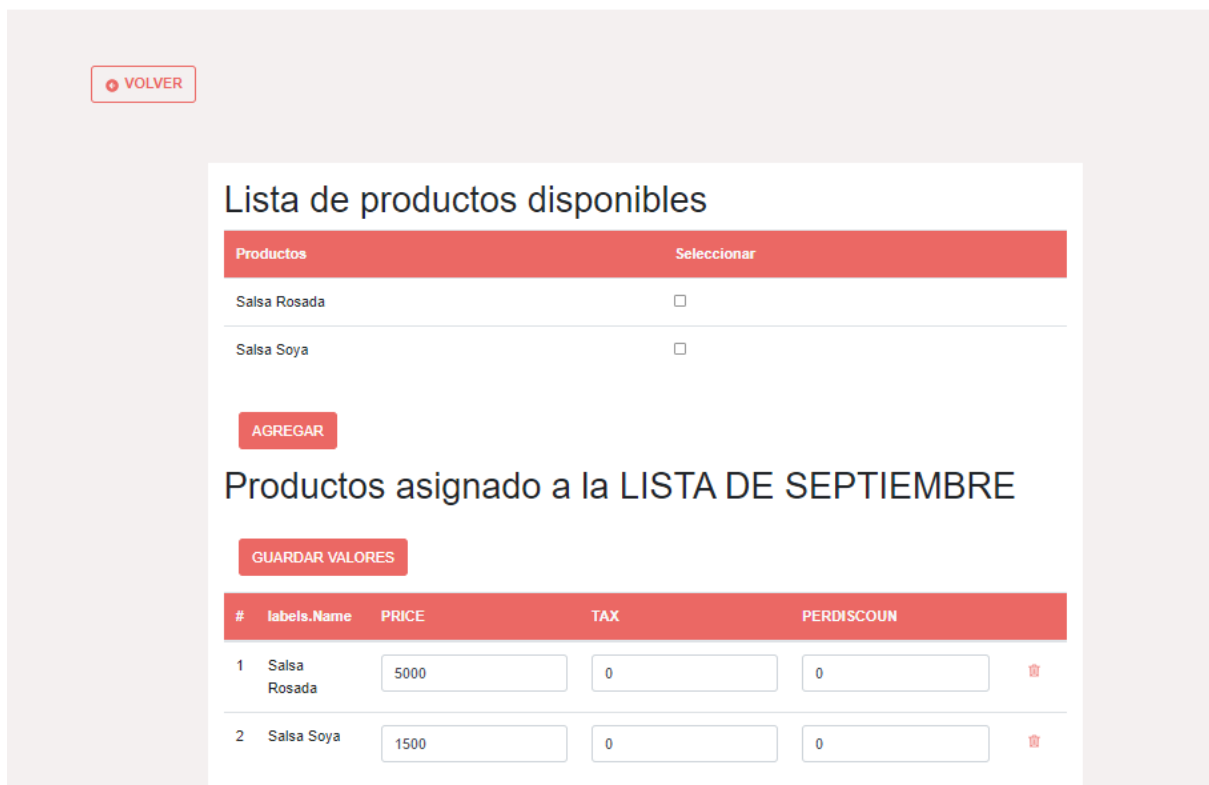 VOLVER
Lista de productos disponibles
Productos Seleccionar
Salsa Rosada
Salsa Soya
AGREGAR
Productos asignado a la LISTA DE SEPTIEMBRE
GUARDAR VALORES
# labels.Name PRICE TAX PERDISCOUN
1 Salsa Rosada 5000 0 0
2 Salsa Soya 1500 0 0